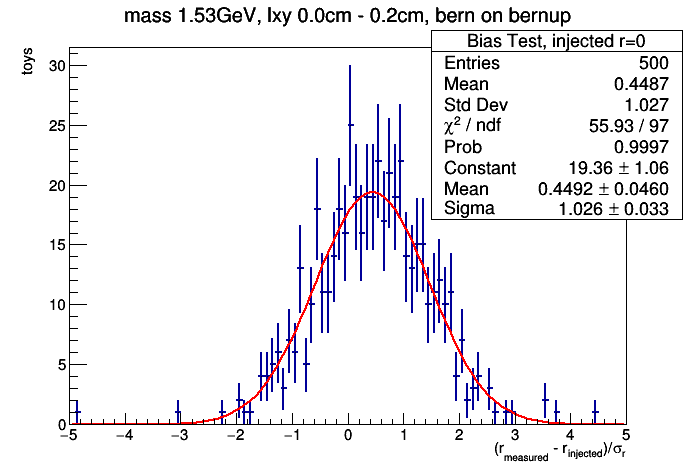 mass 1.53GeV, lxy 0.0cm - 0.2cm, bern on bernup
Bias Test, injected r=0
Entries 500
Mean 0.4487
Std Dev 1.027
χ² / ndf 55.93 / 97
Prob 0.9997
Constant 19.36 ± 1.06
Mean 0.4492 ± 0.0460
Sigma 1.026 ± 0.033
toys
30
25
20
15
10
5
0
−5 −4 −3 −2 −1 0 1 2 3 4 5
(r_measured - r_injected)/σ_r